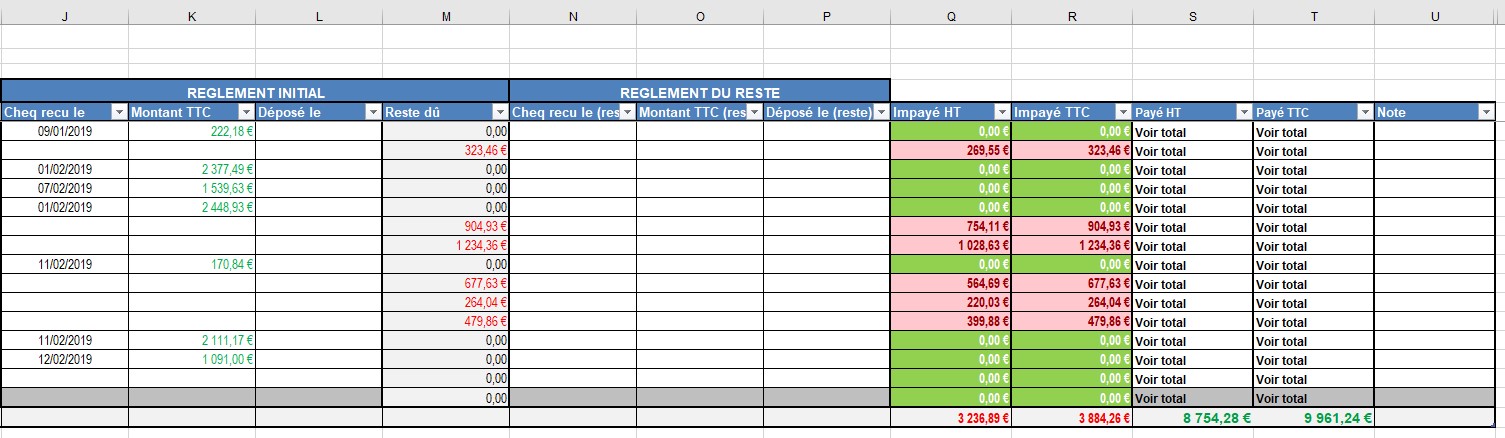 J K L M N O P Q R S T U
REGLEMENT INITIAL REGLEMENT DU RESTE
Cheq recu le Montant TTC Déposé le Reste dû Cheq recu le (res Montant TTC (res Déposé le (reste) Impayé HT Impayé TTC Payé HT Payé TTC Note
09/01/2019 222,18 € 0,00 0,00 € 0,00 € Voir total Voir total
323,46 € 269,55 € 323,46 € Voir total Voir total
01/02/2019 2 377,49 € 0,00 0,00 € 0,00 € Voir total Voir total
07/02/2019 1 539,63 € 0,00 0,00 € 0,00 € Voir total Voir total
01/02/2019 2 448,93 € 0,00 0,00 € 0,00 € Voir total Voir total
904,93 € 754,11 € 904,93 € Voir total Voir total
1 234,36 € 1 028,63 € 1 234,36 € Voir total Voir total
11/02/2019 170,84 € 0,00 0,00 € 0,00 € Voir total Voir total
677,63 € 564,69 € 677,63 € Voir total Voir total
264,04 € 220,03 € 264,04 € Voir total Voir total
479,86 € 399,88 € 479,86 € Voir total Voir total
11/02/2019 2 111,17 € 0,00 0,00 € 0,00 € Voir total Voir total
12/02/2019 1 091,00 € 0,00 0,00 € 0,00 € Voir total Voir total
0,00 0,00 € 0,00 € Voir total Voir total
0,00 0,00 € 0,00 € Voir total Voir total
3 236,89 € 3 884,26 € 8 754,28 € 9 961,24 €